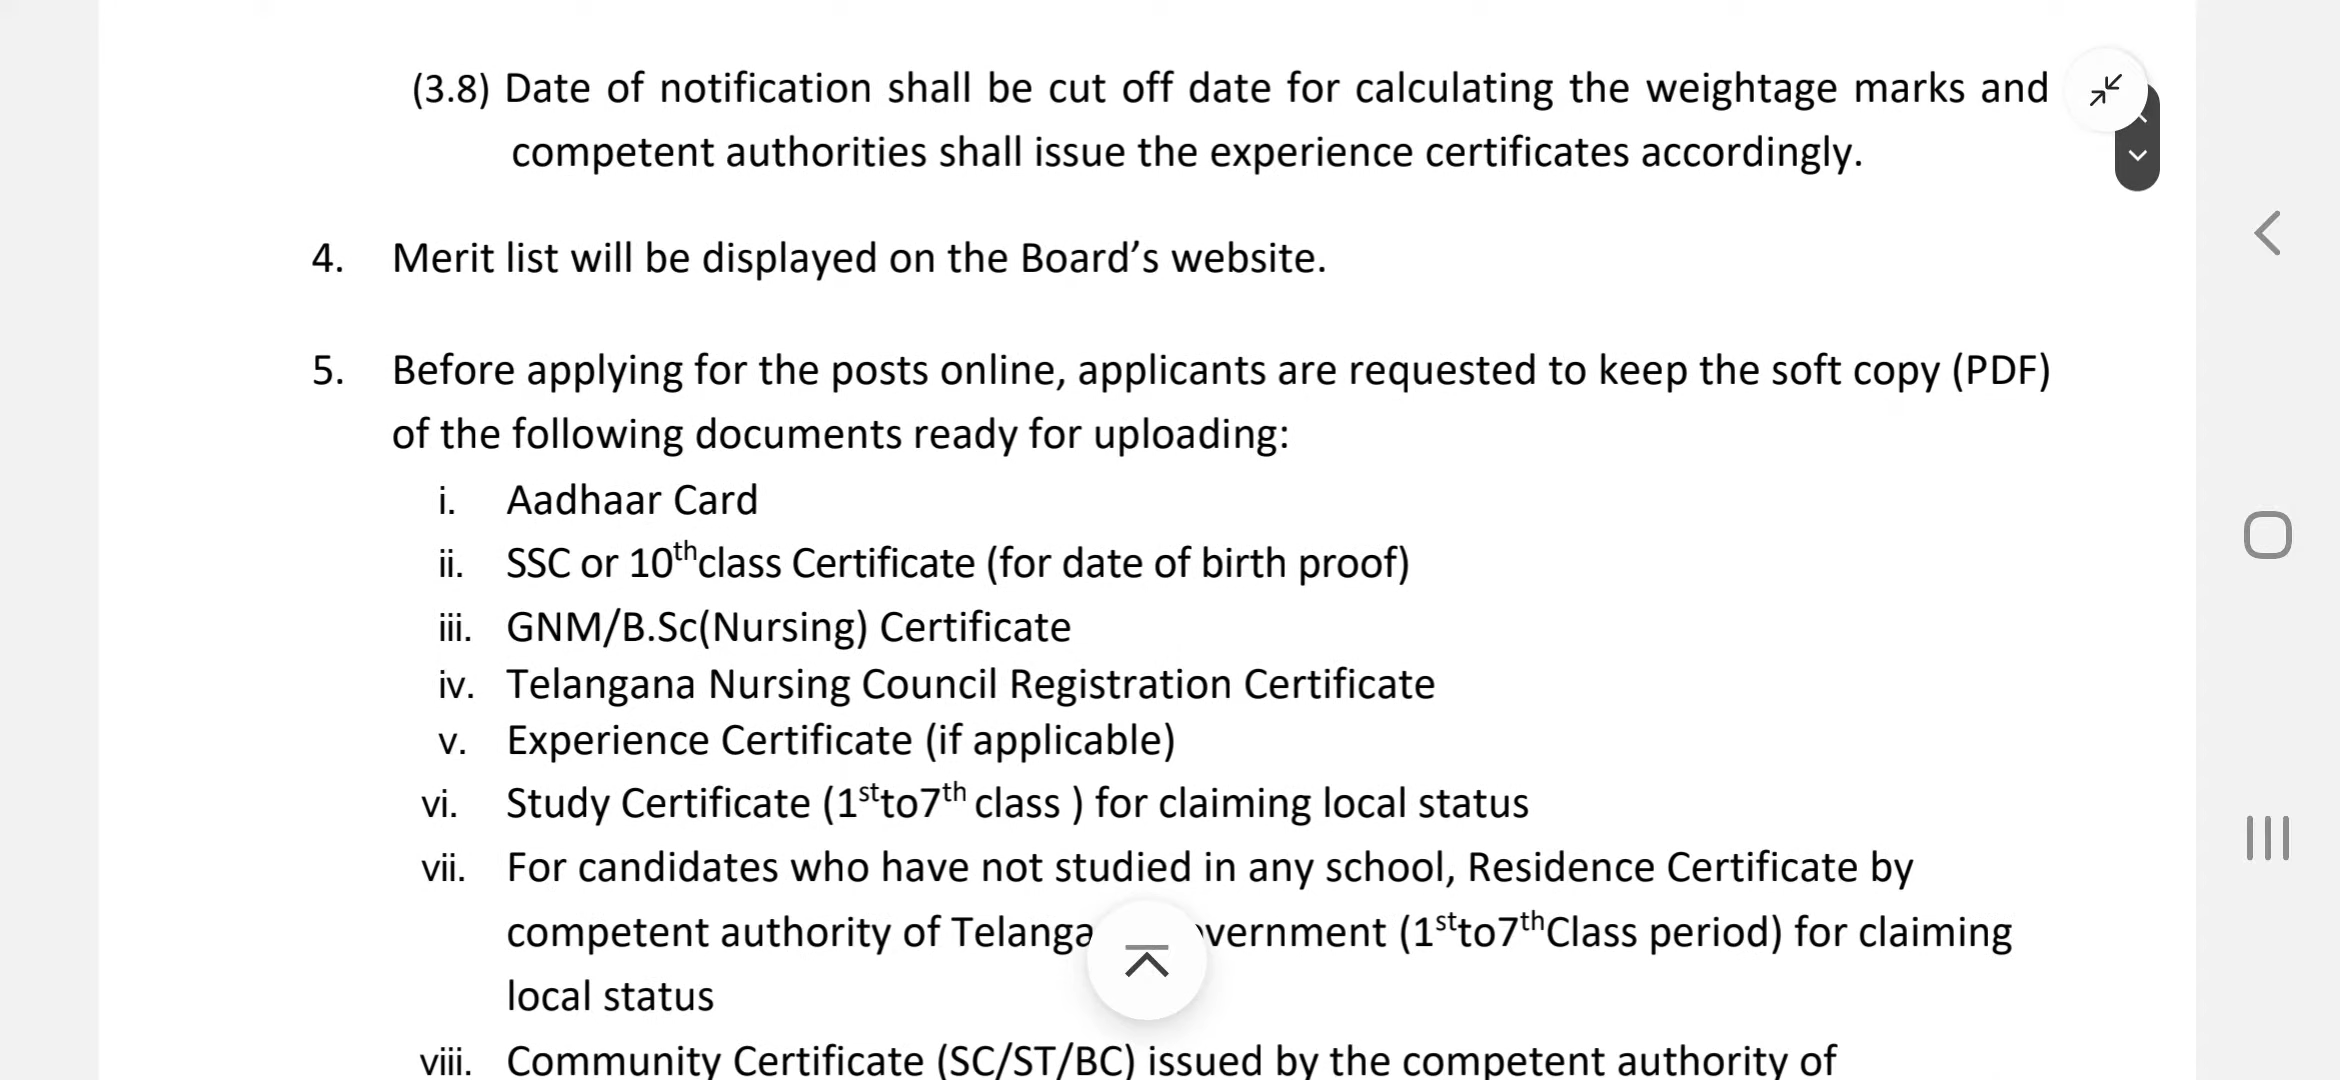 (3.8) Date of notification shall be cut off date for calculating the weightage marks and
competent authorities shall issue the experience certificates accordingly.
4. Merit list will be displayed on the Board’s website.
5. Before applying for the posts online, applicants are requested to keep the soft copy (PDF)
of the following documents ready for uploading:
i. Aadhaar Card
ii. SSC or 10thclass Certificate (for date of birth proof)
iii. GNM/B.Sc(Nursing) Certificate
iv. Telangana Nursing Council Registration Certificate
v. Experience Certificate (if applicable)
vi. Study Certificate (1stto7th class ) for claiming local status
vii. For candidates who have not studied in any school, Residence Certificate by
competent authority of Telanga vernment (1stto7thClass period) for claiming
local status
viii. Community Certificate (SC/ST/BC) issued by the competent authority of